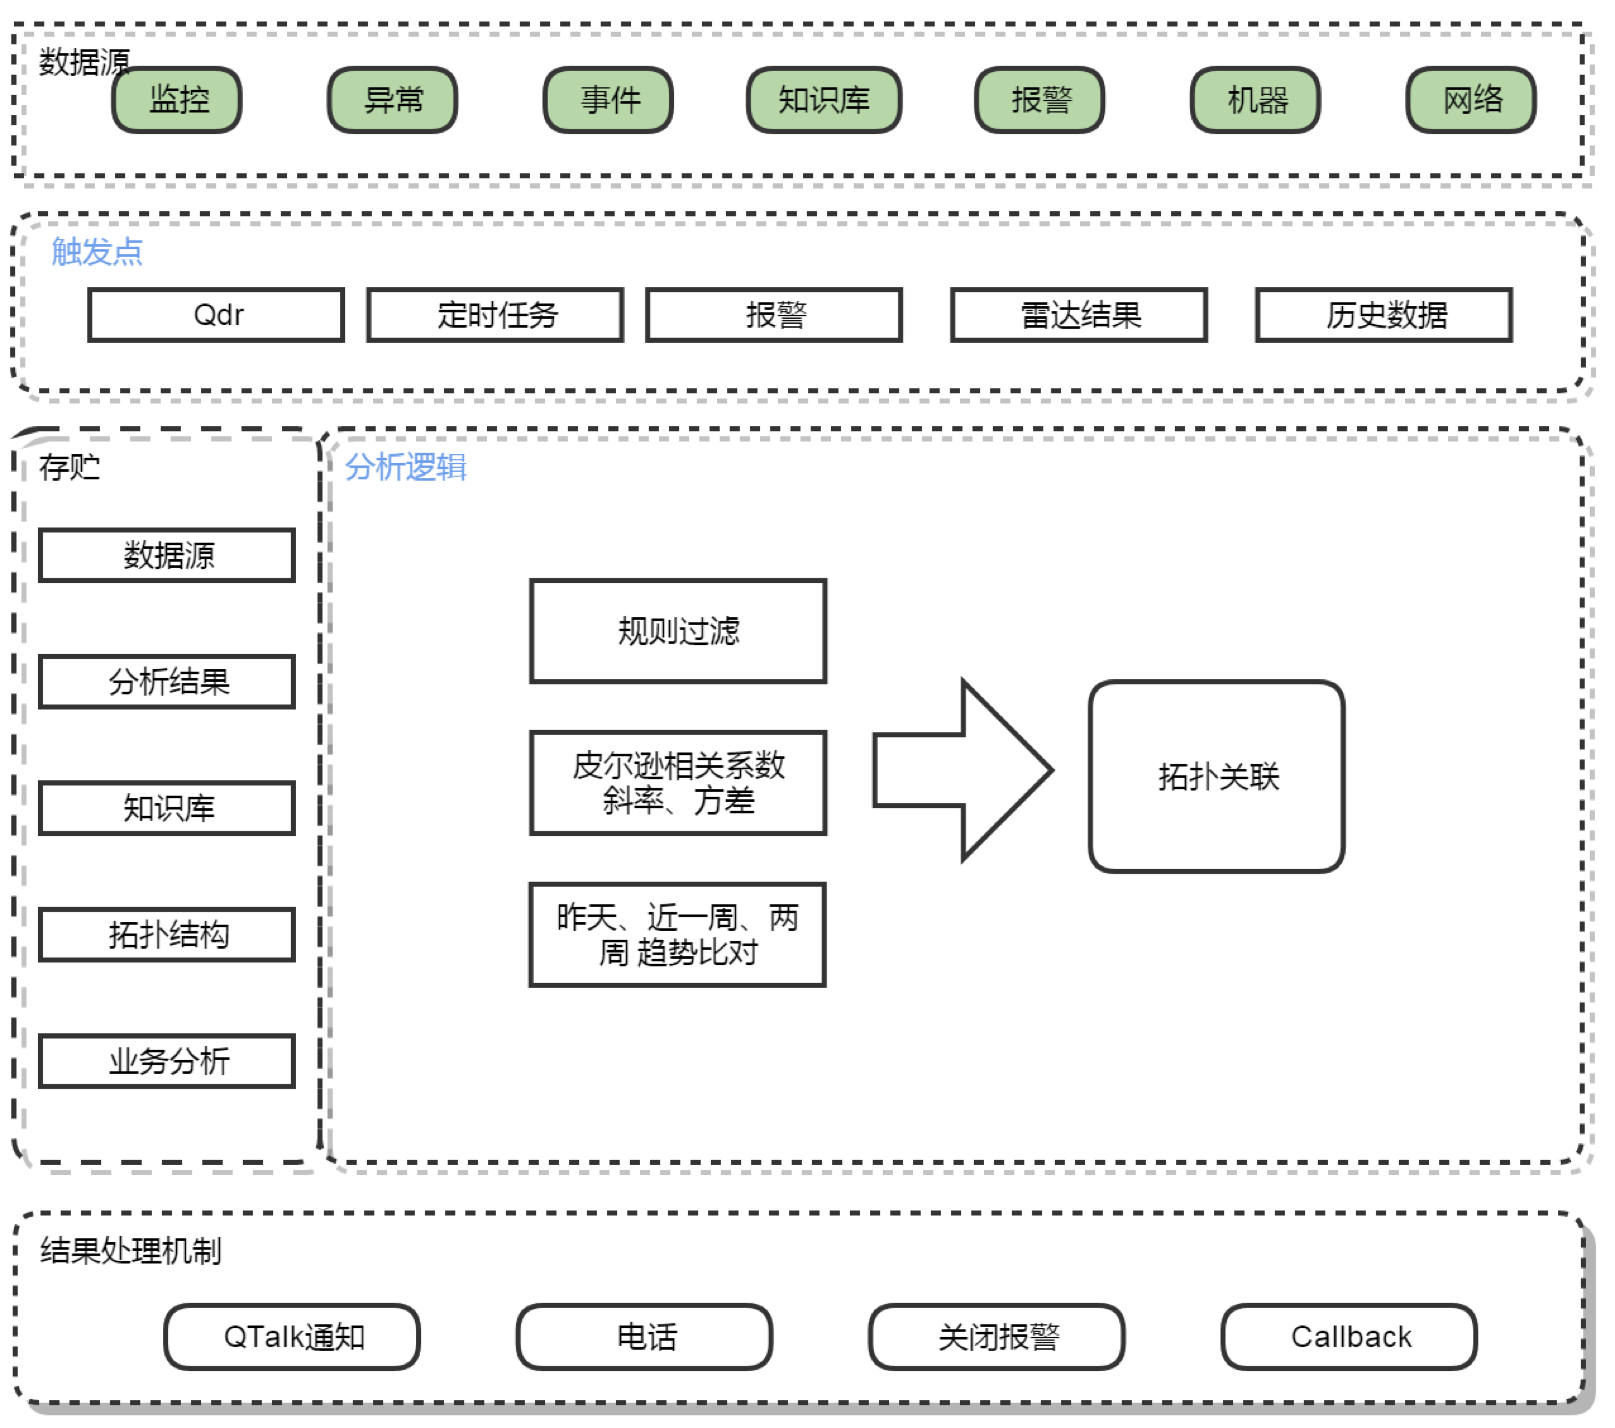 数据源
监控
异常
事件
知识库
报警
机器
网络
触发点
Qdr
定时任务
报警
雷达结果
历史数据
存贮
数据源
分析结果
知识库
拓扑结构
业务分析
分析逻辑
规则过滤
皮尔逊相关系数
斜率、方差
昨天、近一周、两
周 趋势比对
拓扑关联
结果处理机制
QTalk通知
电话
关闭报警
Callback